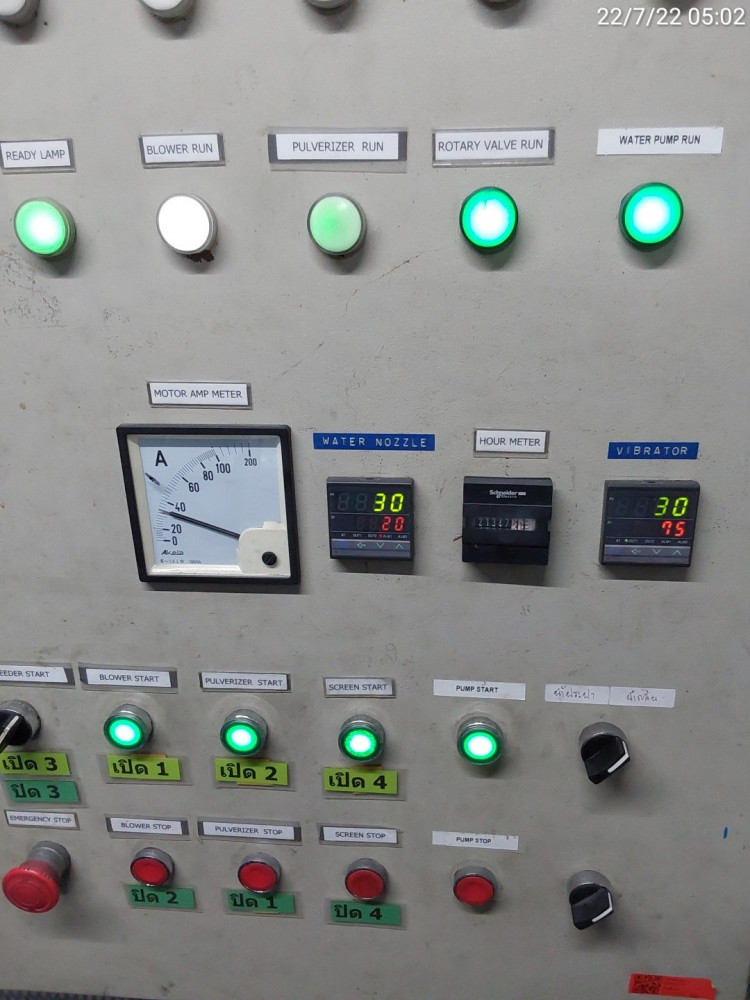 22/7/22 05:02
READY LAMP
BLOWER RUN
PULVERIZER RUN
ROTARY VALVE RUN
WATER PUMP RUN
MOTOR AMP METER
A
0
20
40
60
80
100
200
WATER NOZZLE
30
20
HOUR METER
Schneider
Electric
VIBRATOR
30
75
EEDER START
BLOWER START
PULVERIZER START
SCREEN START
PUMP START
เปิด 3
เปิด 1
เปิด 2
เปิด 4
ปิด 3
EMERGENCY STOP
BLOWER STOP
PULVERIZER STOP
SCREEN STOP
PUMP STOP
ปิด 2
ปิด 1
ปิด 4